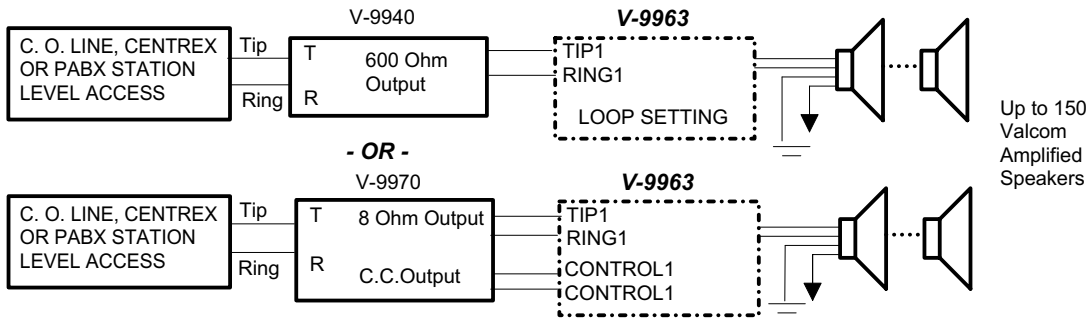 V-9940
V-9963
C. O. LINE, CENTREX
OR PABX STATION
LEVEL ACCESS
Tip
Ring
T
R
600 Ohm
Output
TIP1
RING1
LOOP SETTING
Up to 150
Valcom
Amplified
Speakers
- OR -
V-9970
V-9963
C. O. LINE, CENTREX
OR PABX STATION
LEVEL ACCESS
Tip
Ring
T
R
8 Ohm Output
C.C.Output
TIP1
RING1
CONTROL1
CONTROL1